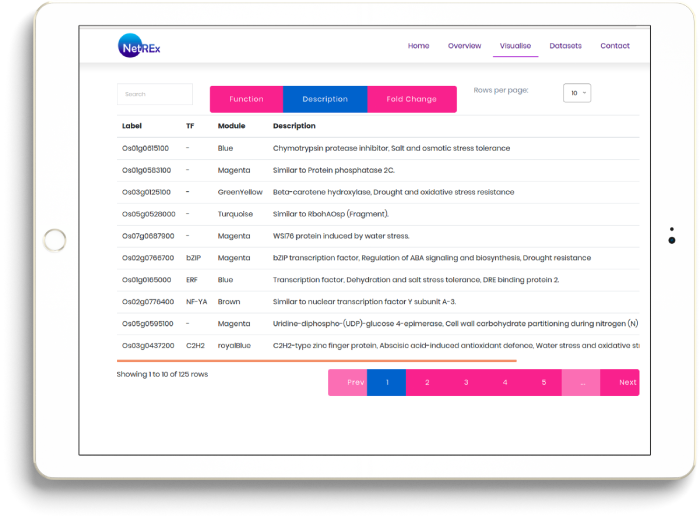 NetREx
Home Overview Visualise Datasets Contact
Search
Function Description Fold Change
Rows per page:
10
Label TF Module Description
Os01g0615100 - Blue Chymotrypsin protease inhibitor, Salt and osmotic stress tolerance
Os01g0583100 - Magenta Similar to Protein phosphatase 2C.
Os03g0125100 - GreenYellow Beta-carotene hydroxylase, Drought and oxidative stress resistance
Os05g0528000 - Turquoise Similar to RbohAOsp (Fragment).
Os07g0687900 - Magenta WSI76 protein induced by water stress.
Os02g0766700 bZIP Magenta bZIP transcription factor, Regulation of ABA signaling and biosynthesis, Drought resistance
Os01g0165000 ERF Blue Transcription factor, Dehydration and salt stress tolerance, DRE binding protein 2.
Os02g0776400 NF-YA Brown Similar to nuclear transcription factor Y subunit A-3.
Os05g0595100 - Magenta Uridine-diphospho-(UDP)-glucose 4-epimerase, Cell wall carbohydrate partitioning during nitrogen (N)
Os03g0437200 C2H2 royalBlue C2H2-type zinc finger protein, Abscisic acid-induced antioxidant defence, Water stress and oxidative st
Showing 1 to 10 of 125 rows
Prev 1 2 3 4 5 ... Next